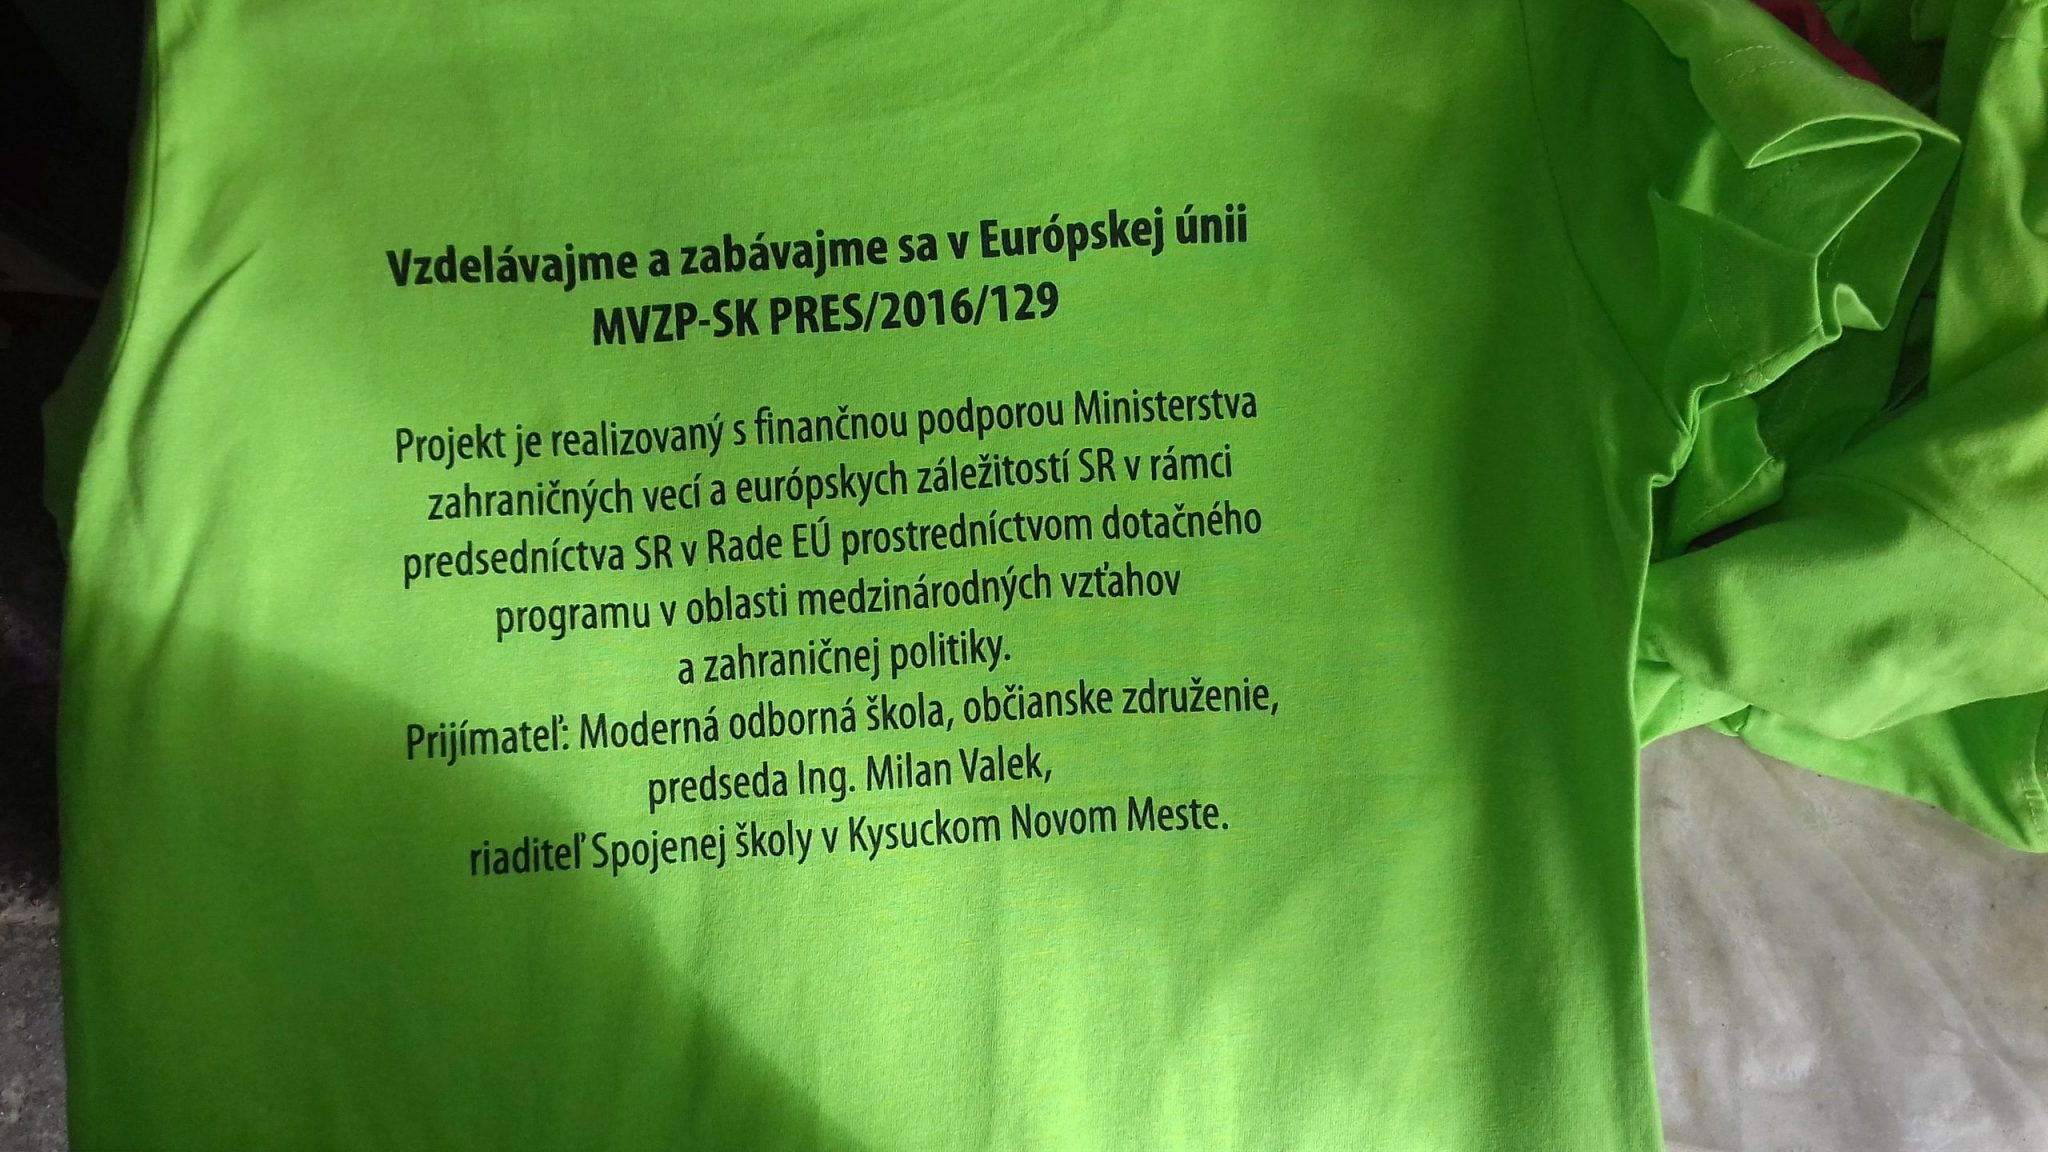 Vzdelávajme a zabávajme sa v Európskej únii
MVZP-SK PRES/2016/129
Projekt je realizovaný s finančnou podporou Ministerstva
zahraničných vecí a európskych záležitostí SR v rámci
predsedníctva SR v Rade EÚ prostredníctvom dotačného
programu v oblasti medzinárodných vzťahov
a zahraničnej politiky.
Prijímateľ: Moderná odborná škola, občianske združenie,
predseda Ing. Milan Valek,
riaditeľ Spojenej školy v Kysuckom Novom Meste.